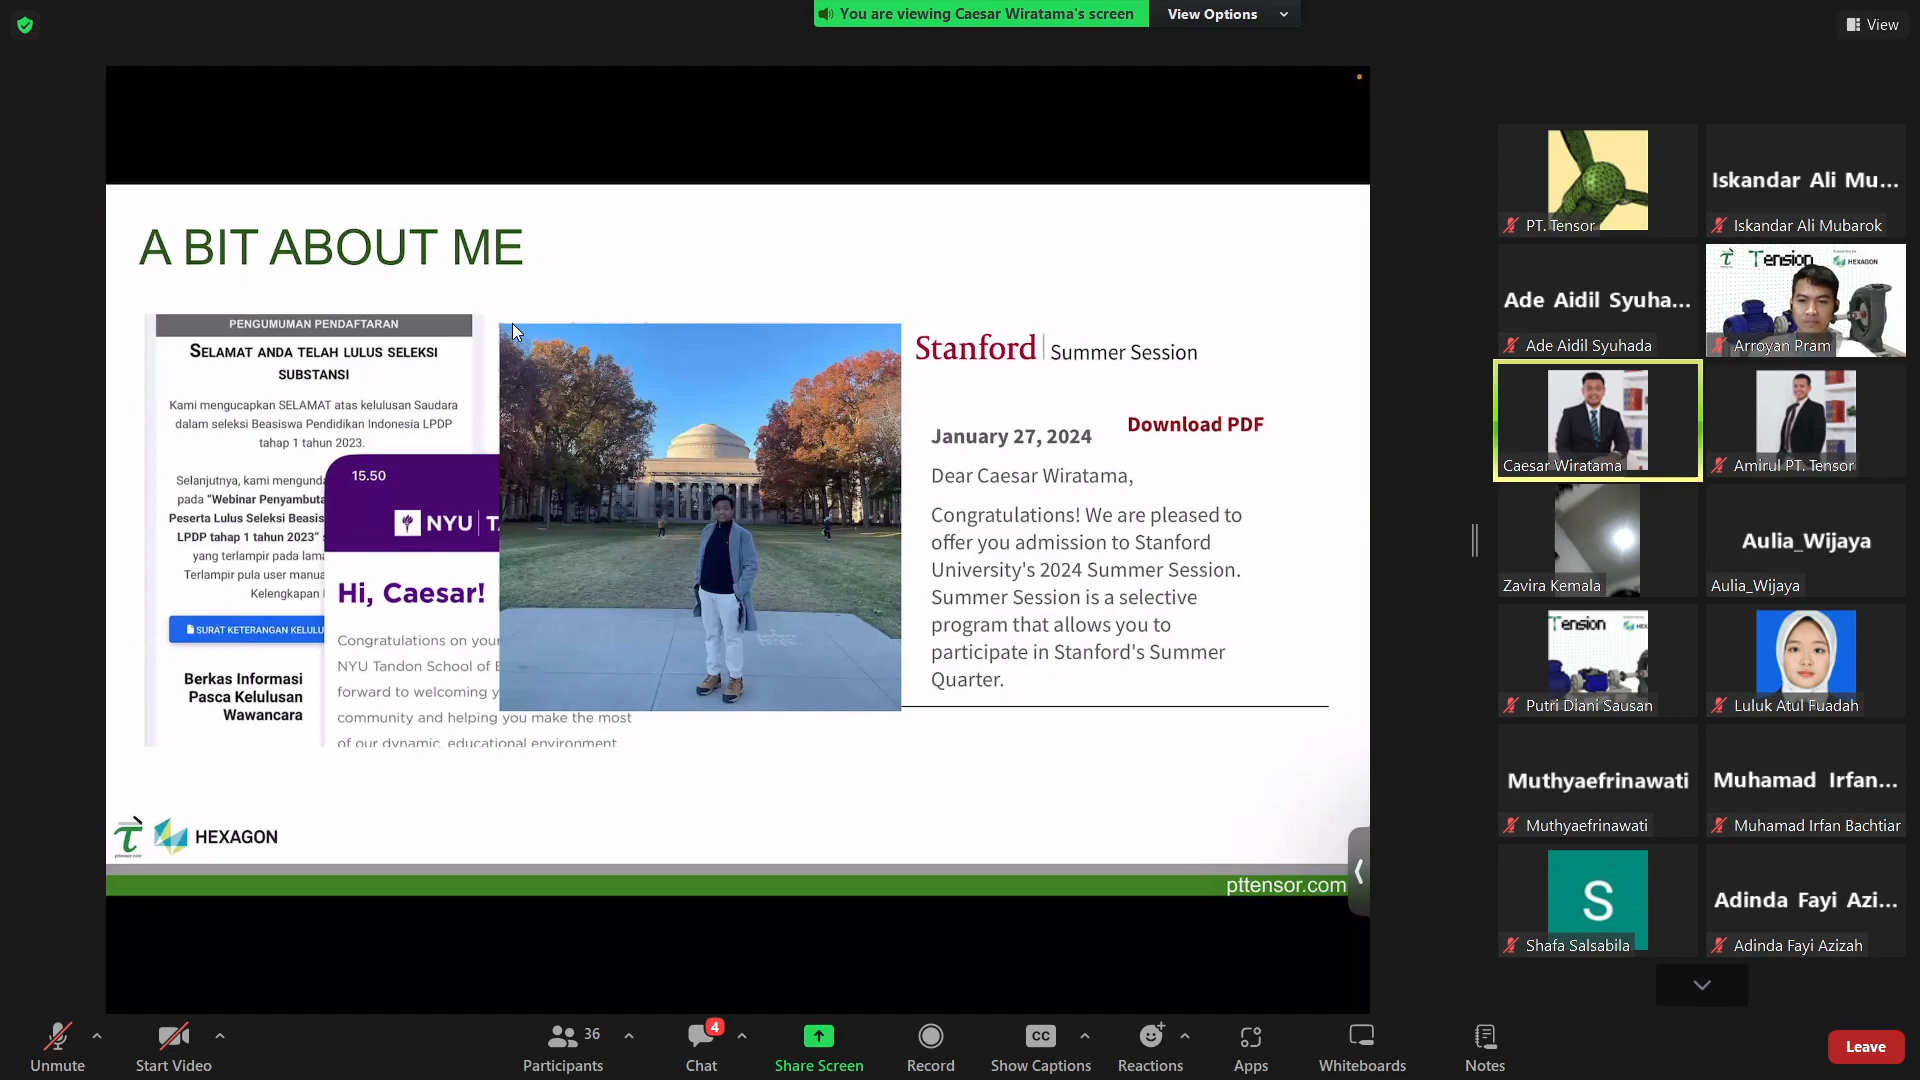 You are viewing Caesar Wiratama's screen
View Options
View
A BIT ABOUT ME
PENGUMUMAN PENDAFTARAN
SELAMAT ANDA TELAH LULUS SELEKSI
SUBSTANSI
Kami mengucapkan SELAMAT atas kelulusan Saudara
dalam seleksi Beasiswa Pendidikan Indonesia LPDP
tahap 1 tahun 2023.
Selanjutnya, kami mengunda
pada "Webinar Penyambuta
Peserta Lulus Seleksi Beasis
LPDP tahap 1 tahun 2023" s
yang terlampir pada lama
Terlampir pula user manua
Kelengkapan
SURAT KETERANGAN KELULU
Berkas Informasi
Pasca Kelulusan
Wawancara
15.50
NYU
Hi, Caesar!
Congratulations on your
NYU Tandon School of E
forward to welcoming y
community and helping you make the most
of our dynamic, educational environment.
Stanford | Summer Session
January 27, 2024
Download PDF
Dear Caesar Wiratama,
Congratulations! We are pleased to
offer you admission to Stanford
University's 2024 Summer Session.
Summer Session is a selective
program that allows you to
participate in Stanford's Summer
Quarter.
pttensor.com
HEXAGON
pttensor.com
PT. Tensor
Iskandar Ali Mu...
Iskandar Ali Mubarok
Ade Aidil Syuha...
Ade Aidil Syuhada
Tension
HEXAGON
Arroyan Pram
Caesar Wiratama
Amirul PT. Tensor
Zavira Kemala
Aulia_Wijaya
Aulia_Wijaya
Tension
Putri Diani Sausan
Luluk Atul Fuadah
Muthyaefrinawati
Muthyaefrinawati
Muhamad Irfan...
Muhamad Irfan Bachtiar
S
Shafa Salsabila
Adinda Fayi Azi...
Adinda Fayi Azizah
Unmute
Start Video
36
Participants
4
Chat
Share Screen
Record
CC
Show Captions
Reactions
Apps
Whiteboards
Notes
Leave